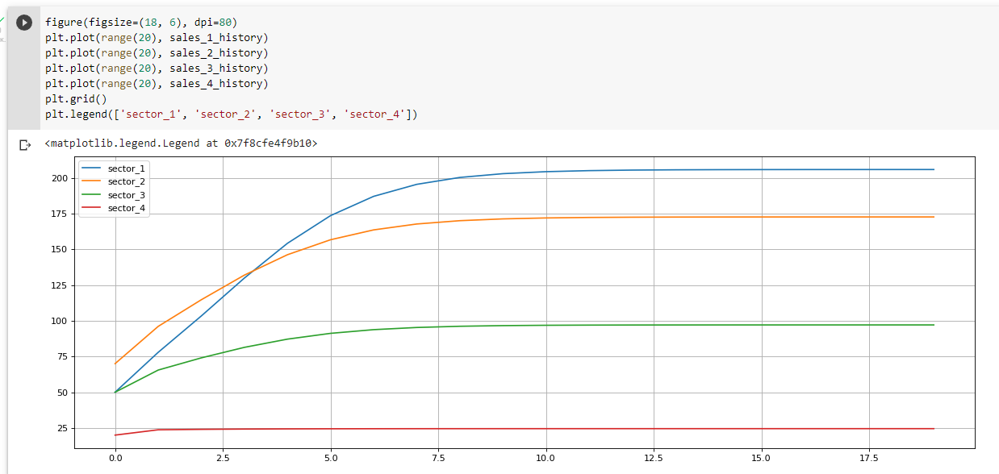 figure(figsize=(18, 6), dpi=80)
plt.plot(range(20), sales_1_history)
plt.plot(range(20), sales_2_history)
plt.plot(range(20), sales_3_history)
plt.plot(range(20), sales_4_history)
plt.grid()
plt.legend(['sector_1', 'sector_2', 'sector_3', 'sector_4'])
<matplotlib.legend.Legend at 0x7f8cfe4f9b10>
sector_1
sector_2
sector_3
sector_4
200
175
150
125
100
75
50
25
0.0 2.5 5.0 7.5 10.0 12.5 15.0 17.5